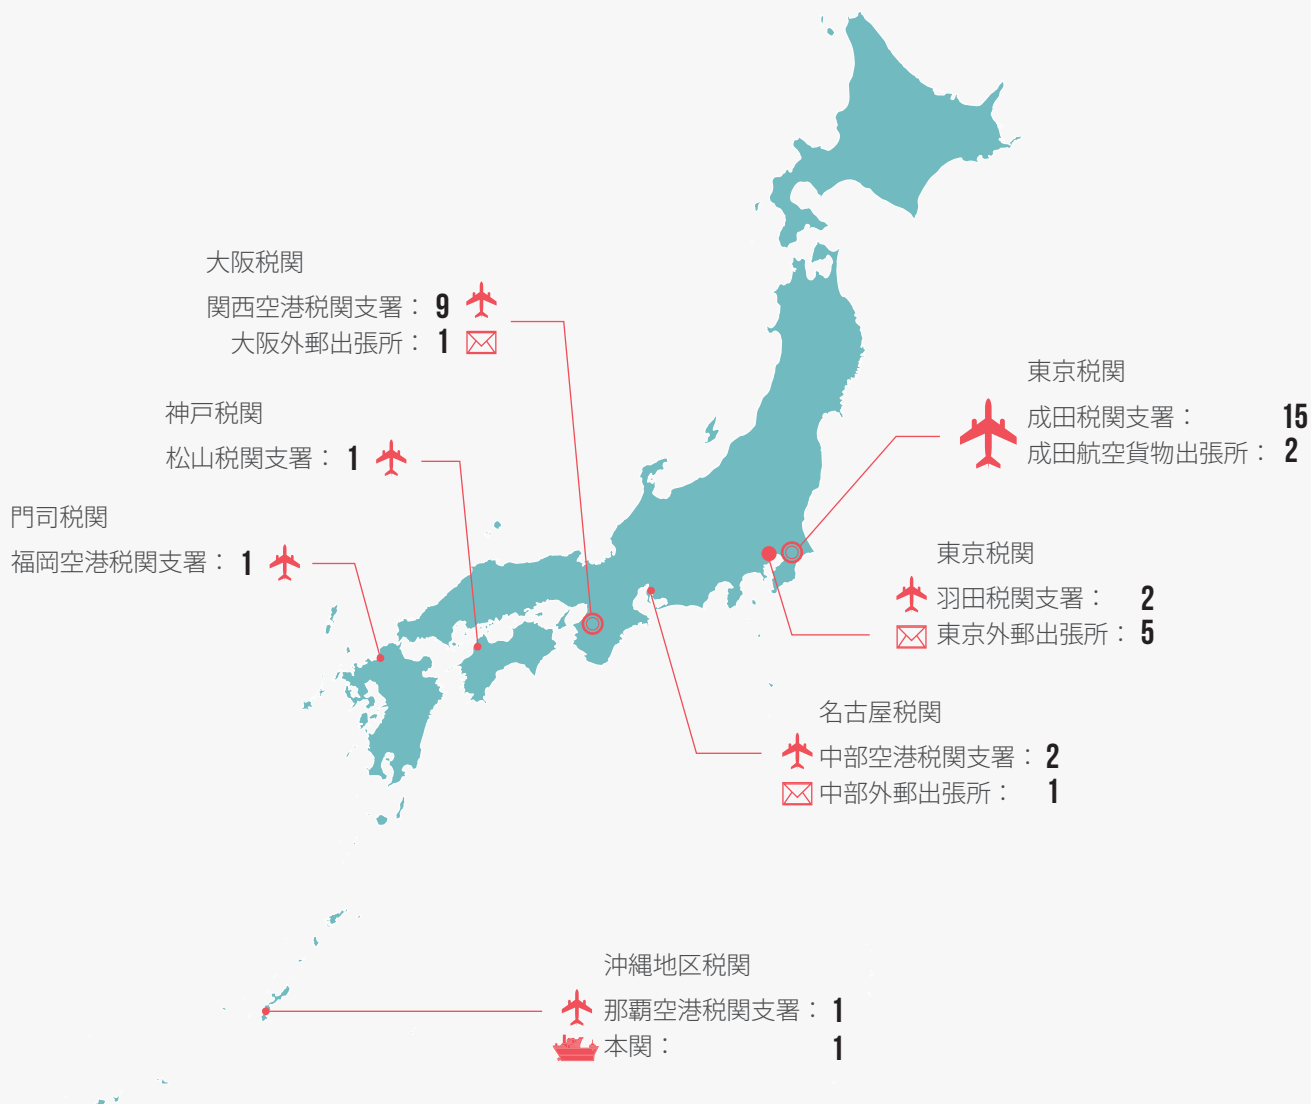 大阪税関
関西空港税関支署： 9
大阪外郵出張所： 1
神戸税関
松山税関支署： 1
門司税関
福岡空港税関支署： 1
東京税関
成田税関支署： 15
成田航空貨物出張所： 2
東京税関
羽田税関支署： 2
東京外郵出張所： 5
名古屋税関
中部空港税関支署： 2
中部外郵出張所： 1
沖縄地区税関
那覇空港税関支署： 1
本関： 1